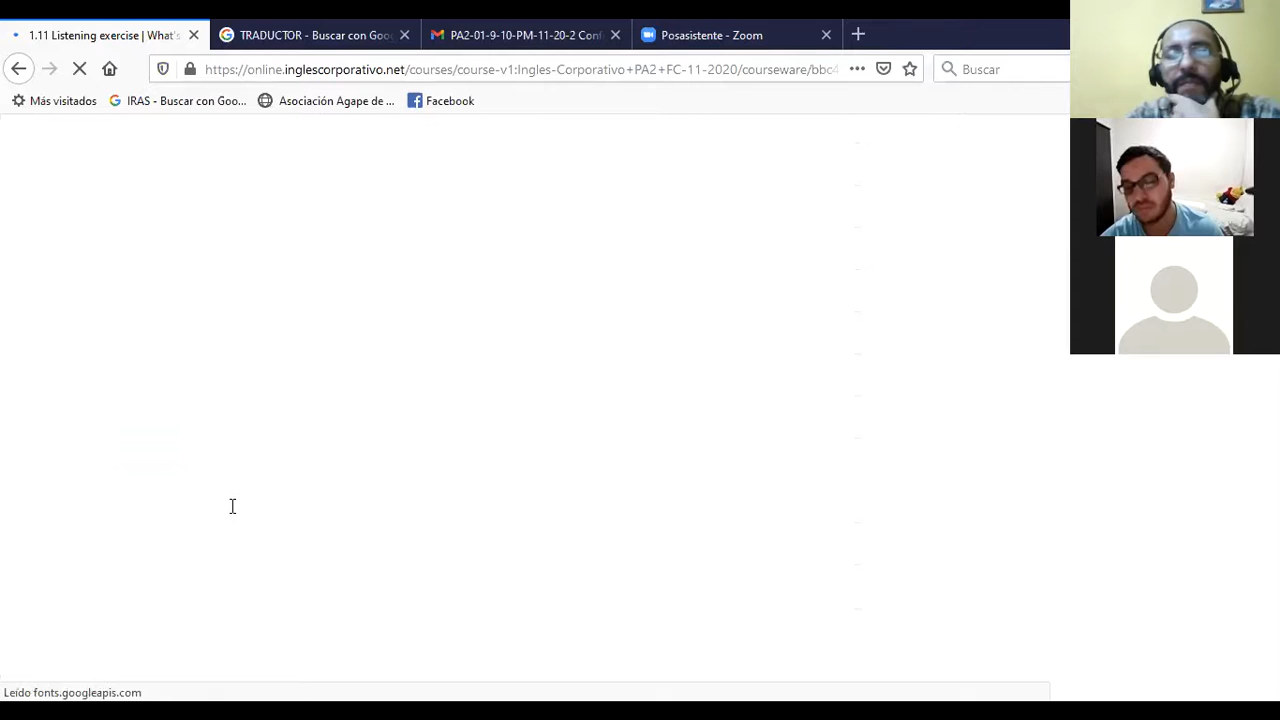 1.11 Listening exercise | What's
TRADUCTOR - Buscar con Goo
PA2-01-9-10-PM-11-20-2 Conf
Posasistente - Zoom
https://online.inglescorporativo.net/courses/course-v1:Ingles-Corporativo+PA2+FC-11-2020/courseware/bbc4
Buscar
Más visitados
IRAS - Buscar con Goo...
Asociación Agape de ...
Facebook
Leído fonts.googleapis.com